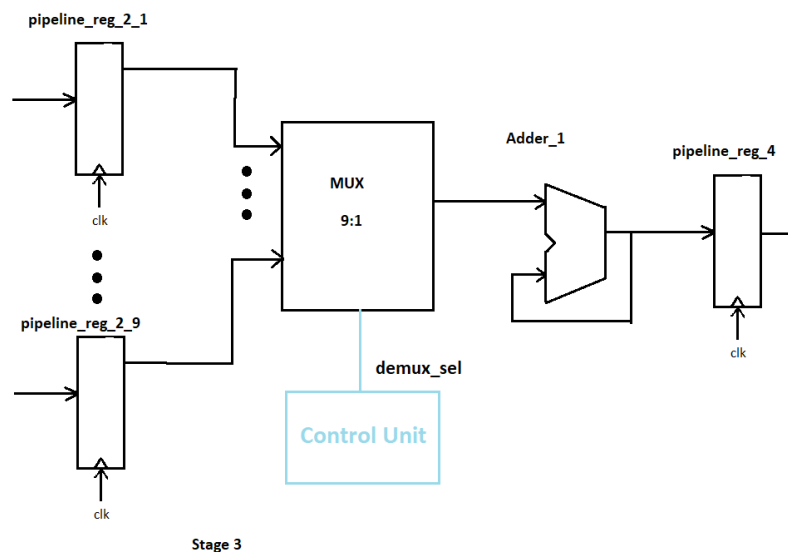 pipeline_reg_2_1
clk
pipeline_reg_2_9
clk
MUX
9:1
demux_sel
Control Unit
Adder_1
pipeline_reg_4
clk
Stage 3